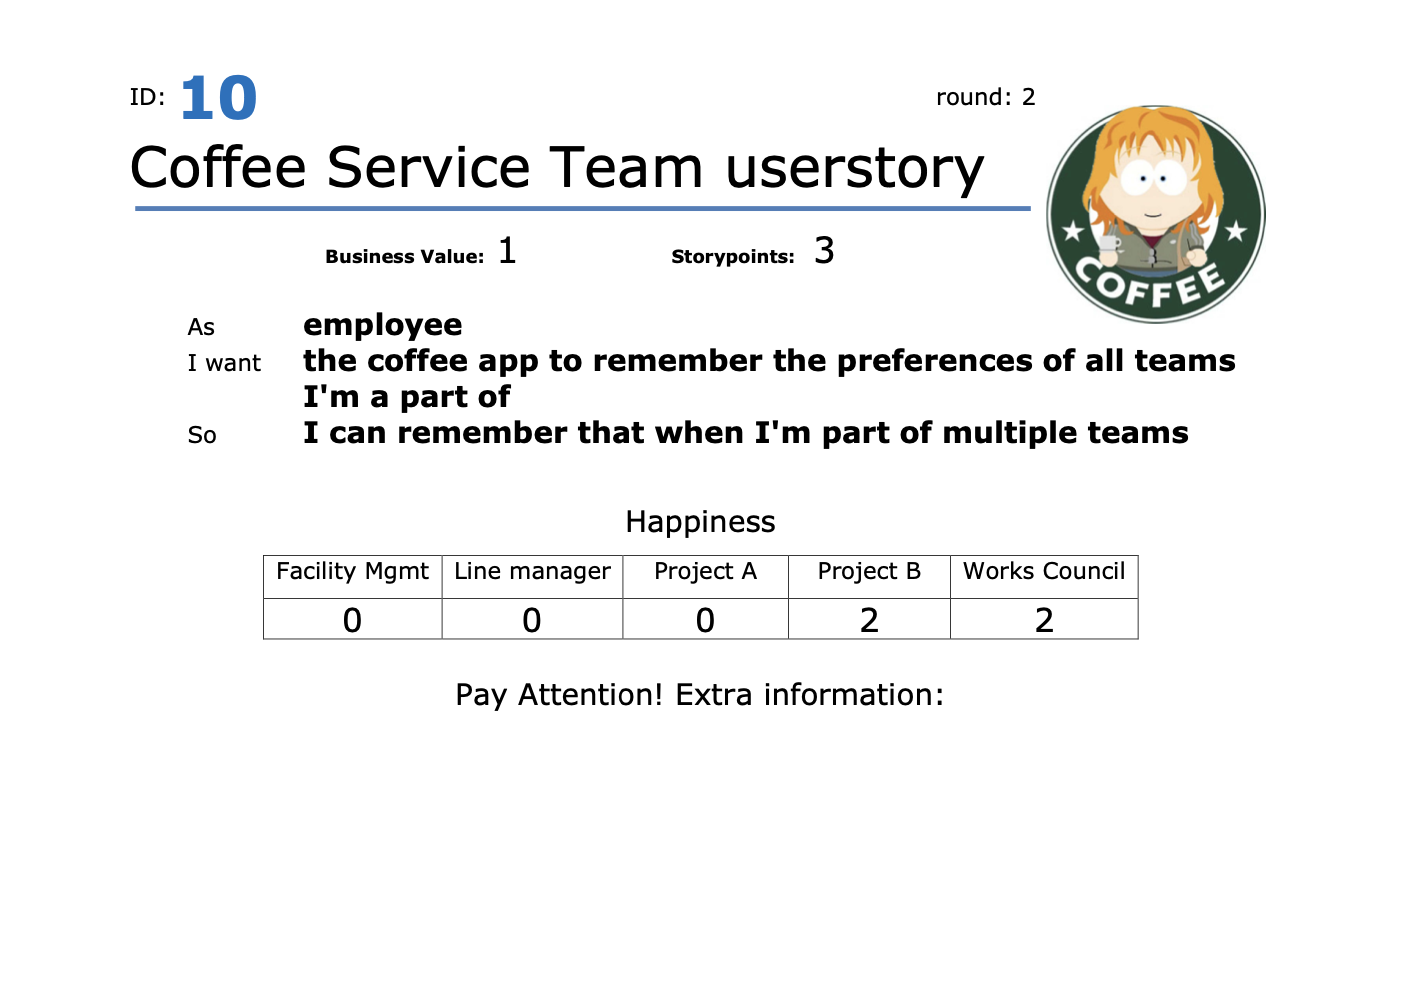 ID: 10
round: 2
Coffee Service Team userstory
Business Value: 1 Storypoints: 3
COFFEE
As employee
I want the coffee app to remember the preferences of all teams
I'm a part of
So I can remember that when I'm part of multiple teams
Happiness
Facility Mgmt Line manager Project A Project B Works Council
0 0 0 2 2
Pay Attention! Extra information: